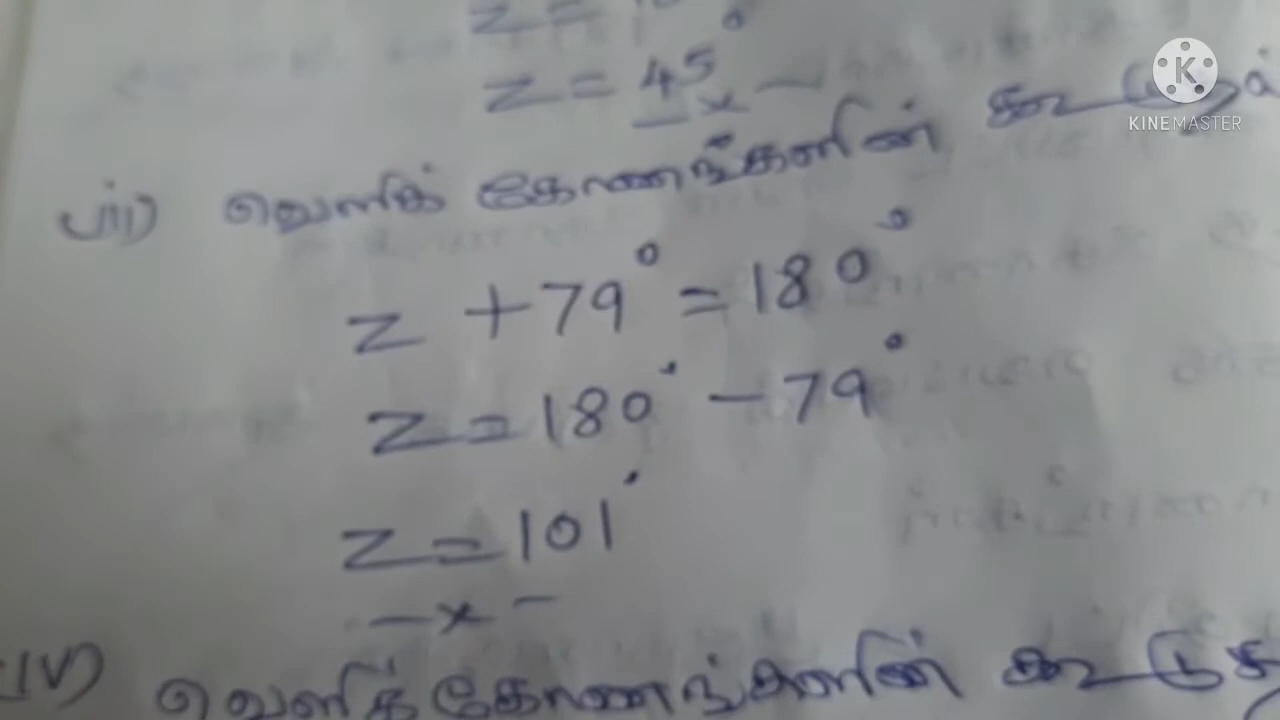 z = 45°
— x —
iii) வெளிக் கோணங்களின்
z + 79° = 180°
z = 180° - 79°
z = 101°
— x —
iv) வெளிக்கோணங்களின்
KINEMASTER